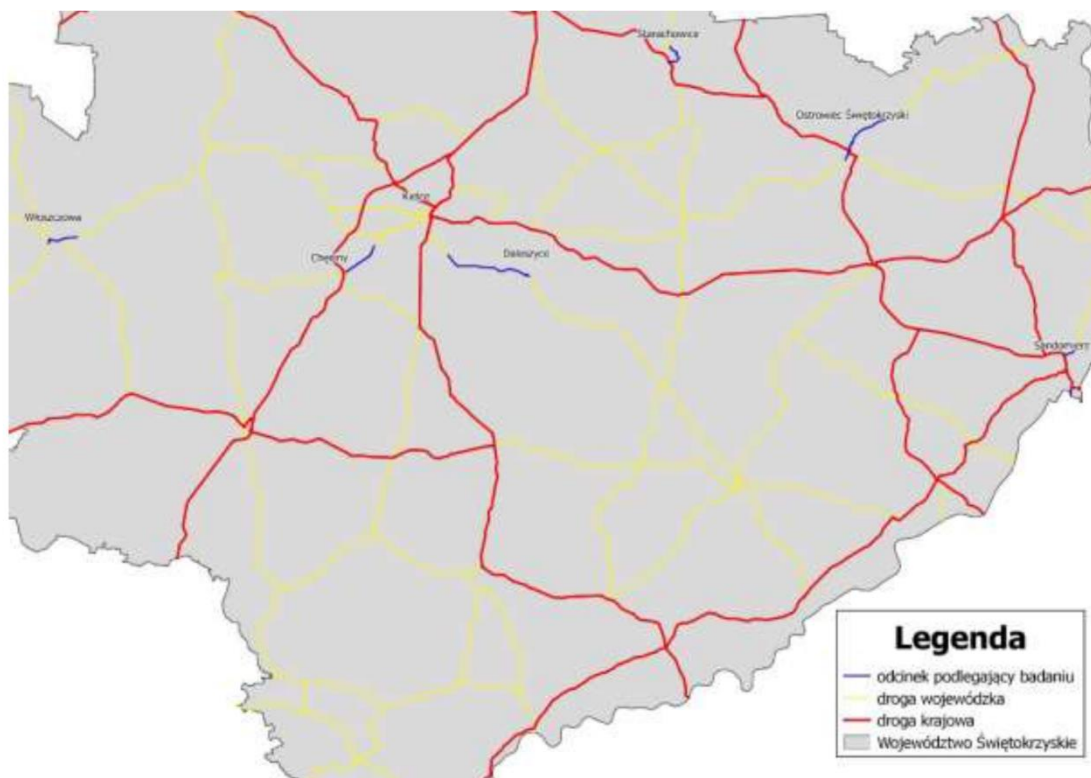 Starachowice
Ostrowiec Świętokrzyski
Kielce
Włoszczowa
Chęciny
Daleszyce
Sandomierz
Legenda
odcinek podlegający badaniu
droga wojewódzka
droga krajowa
Województwo Świętokrzyskie